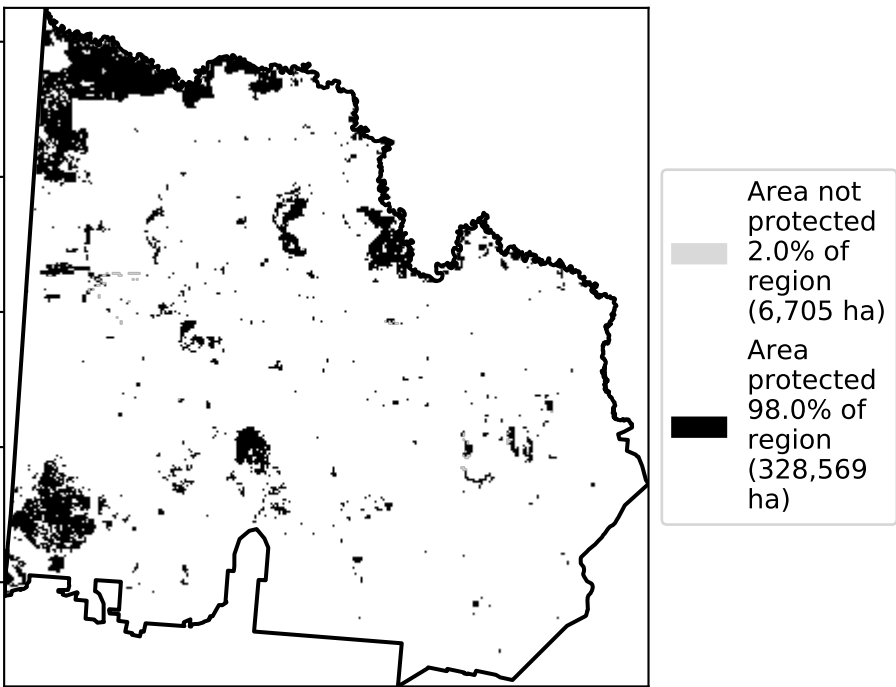 Area not
protected
2.0% of
region
(6,705 ha)
Area
protected
98.0% of
region
(328,569
ha)